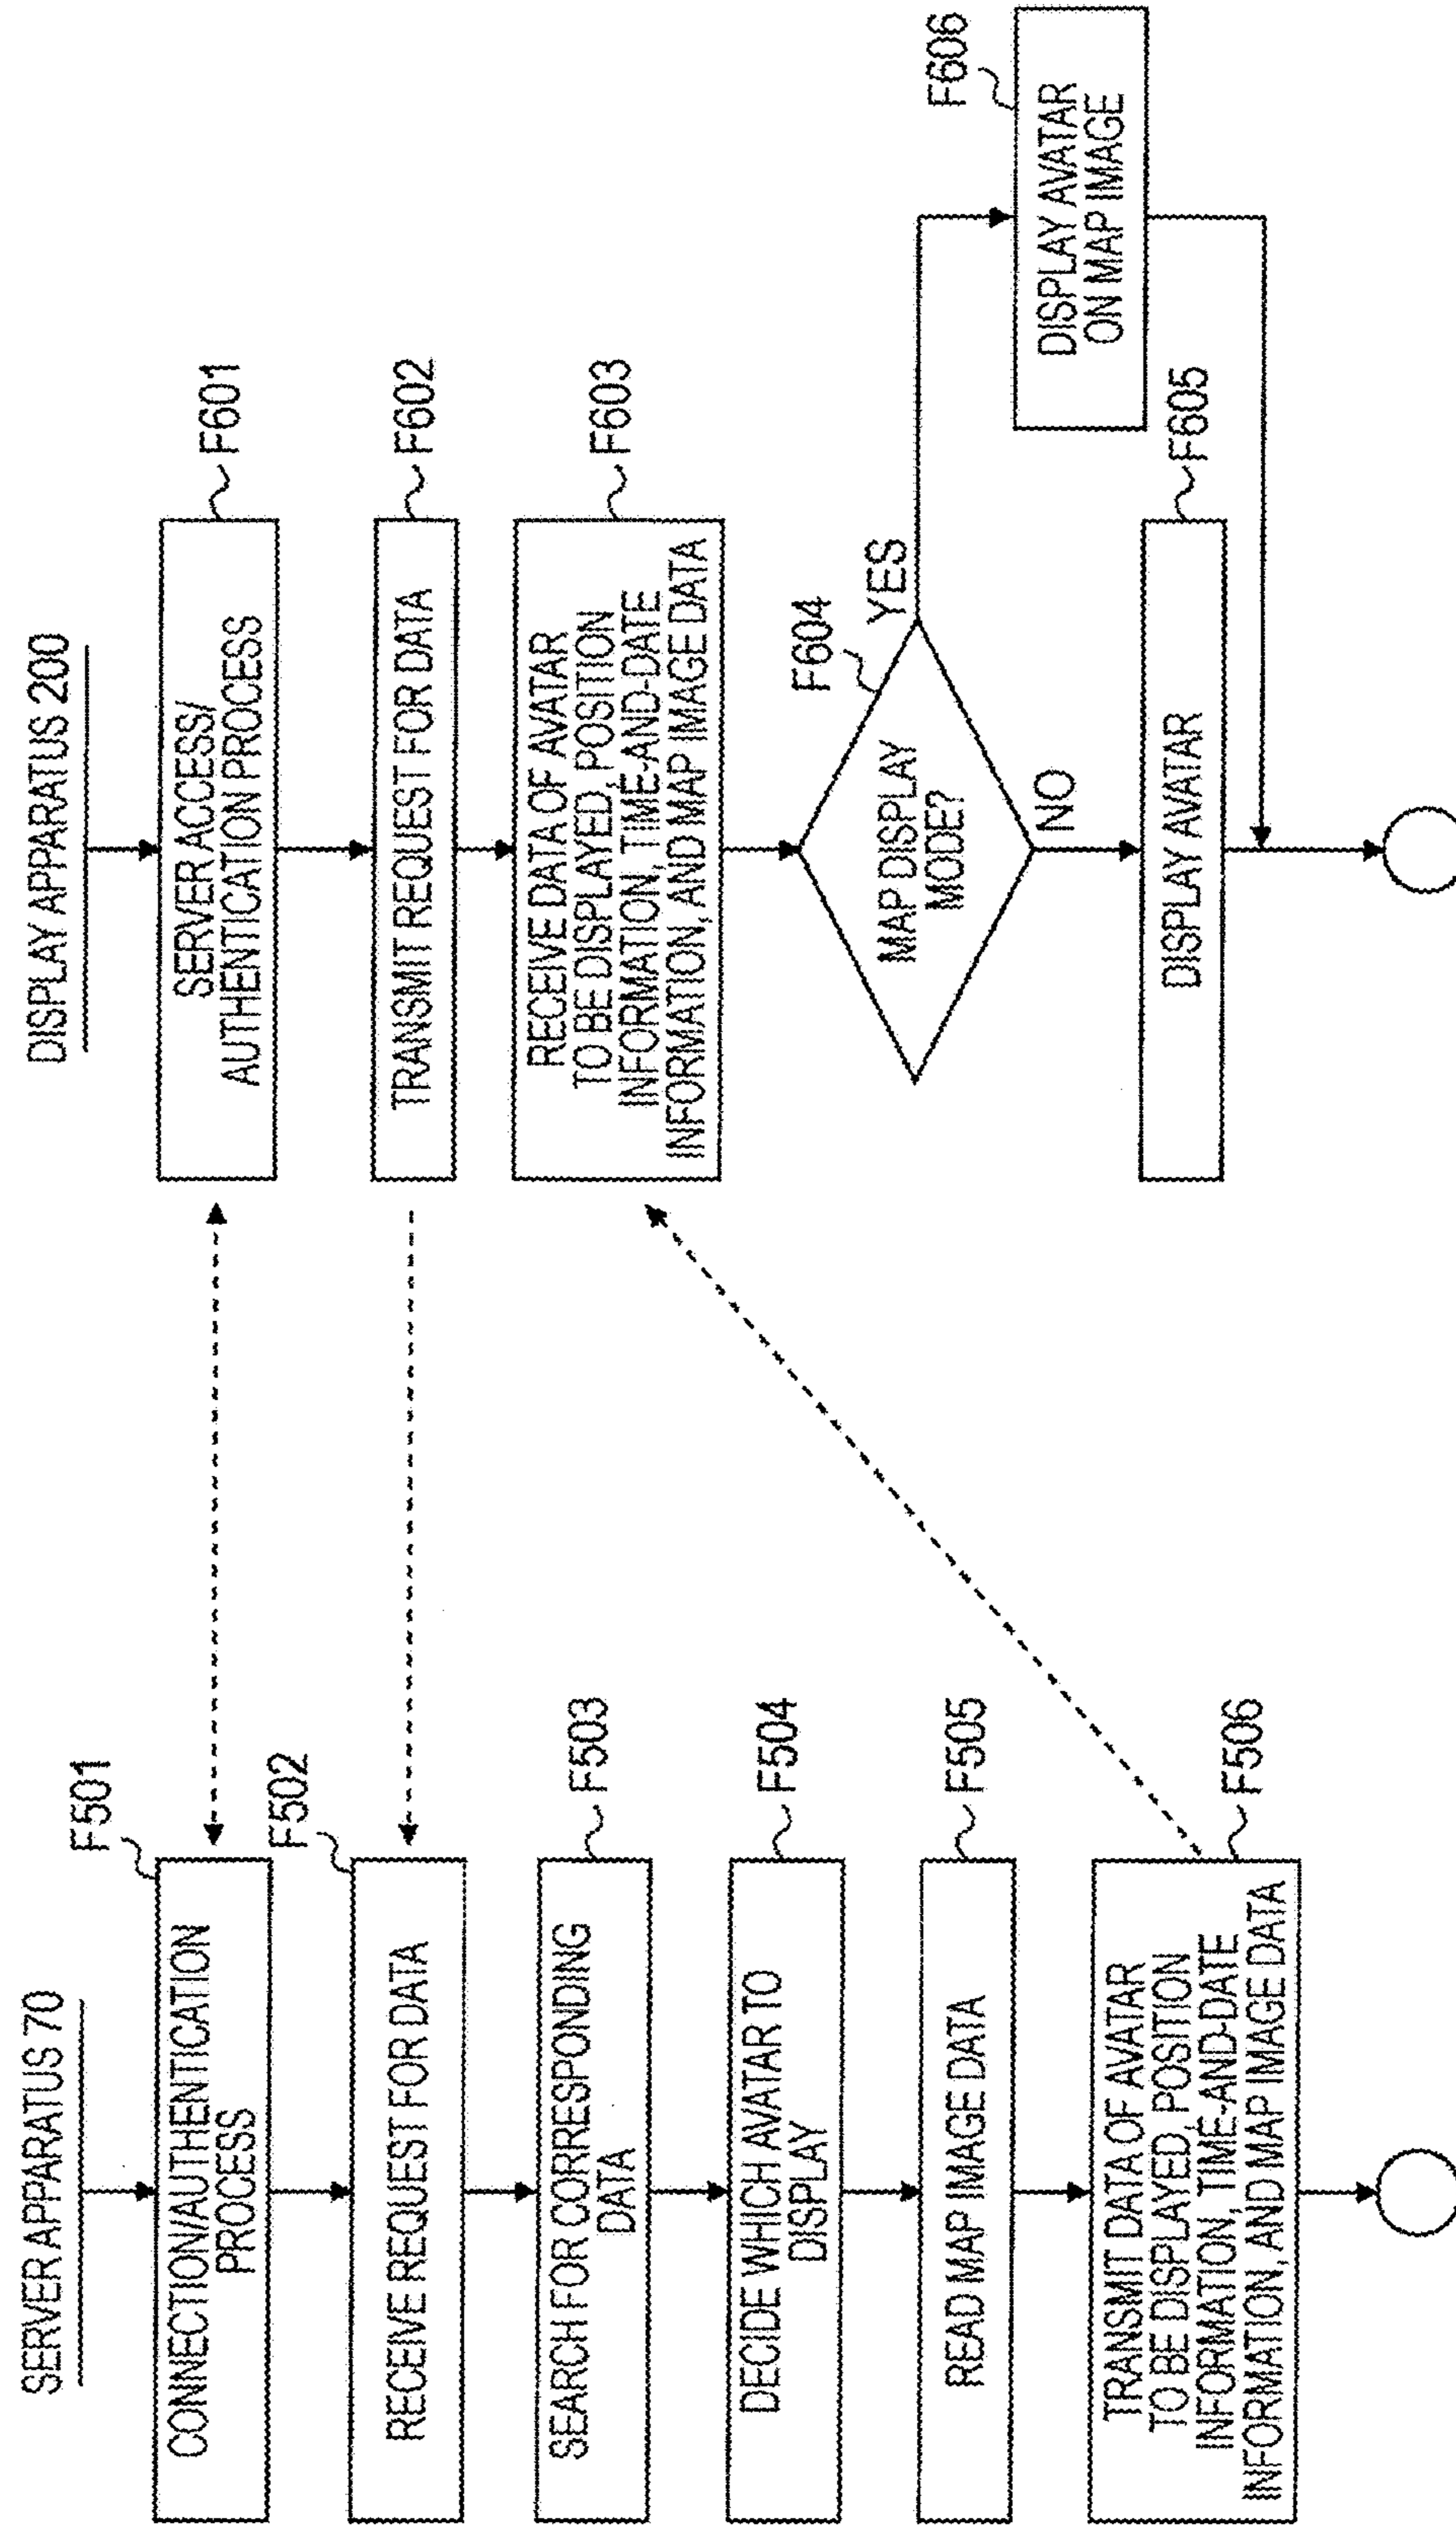 SERVER APPARATUS 70
F501
CONNECTION/AUTHENTICATION
PROCESS
F502
RECEIVE REQUEST FOR DATA
F503
SEARCH FOR CORRESPONDING
DATA
F504
DECIDE WHICH AVATAR TO
DISPLAY
F505
READ MAP IMAGE DATA
F506
TRANSMIT DATA OF AVATAR
TO BE DISPLAYED, POSITION
INFORMATION, TIME-AND-DATE
INFORMATION, AND MAP IMAGE DATA
DISPLAY APPARATUS 200
F601
SERVER ACCESS/
AUTHENTICATION PROCESS
F602
TRANSMIT REQUEST FOR DATA
F603
RECEIVE DATA OF AVATAR
TO BE DISPLAYED, POSITION
INFORMATION, TIME-AND-DATE
INFORMATION, AND MAP IMAGE DATA
F604
MAP DISPLAY
MODE?
YES
NO
F605
DISPLAY AVATAR
F606
DISPLAY AVATAR
ON MAP IMAGE